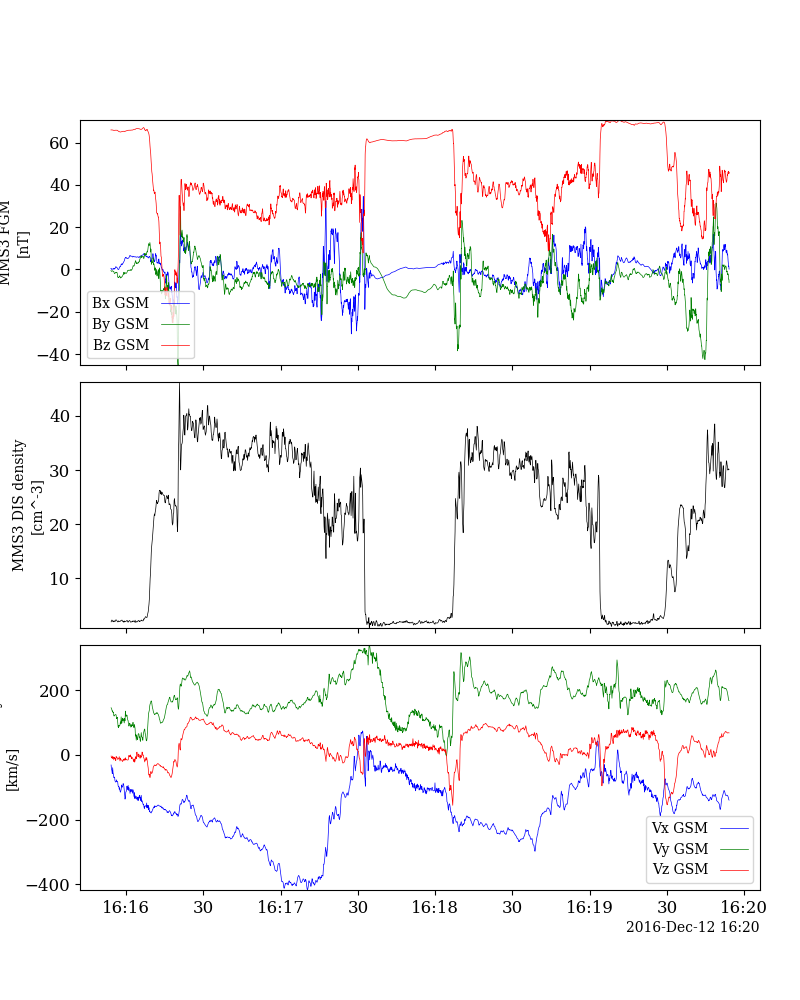 60
40
20
0
−20
−40
MMS3 FGM
[nT]
Bx GSM
By GSM
Bz GSM
40
30
20
10
MMS3 DIS density
[cm^-3]
200
0
−200
−400
[km/s]
Vx GSM
Vy GSM
Vz GSM
16:16 30 16:17 30 16:18 30 16:19 30 16:20
2016-Dec-12 16:20